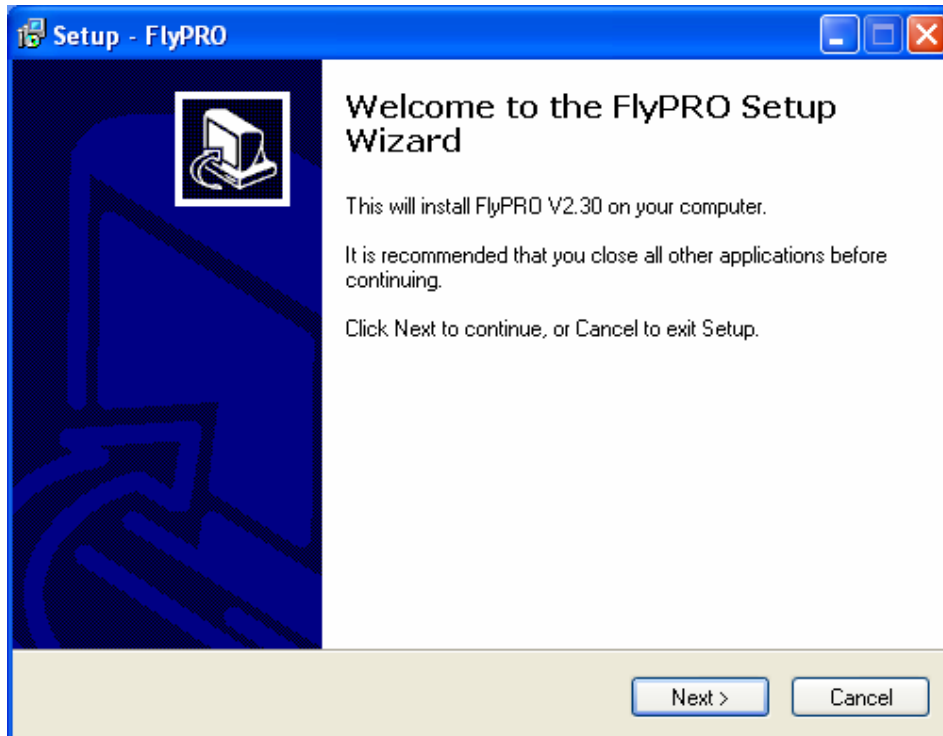 Setup - FlyPRO
Welcome to the FlyPRO Setup
Wizard
This will install FlyPRO V2.30 on your computer.
It is recommended that you close all other applications before
continuing.
Click Next to continue, or Cancel to exit Setup.
Next >
Cancel